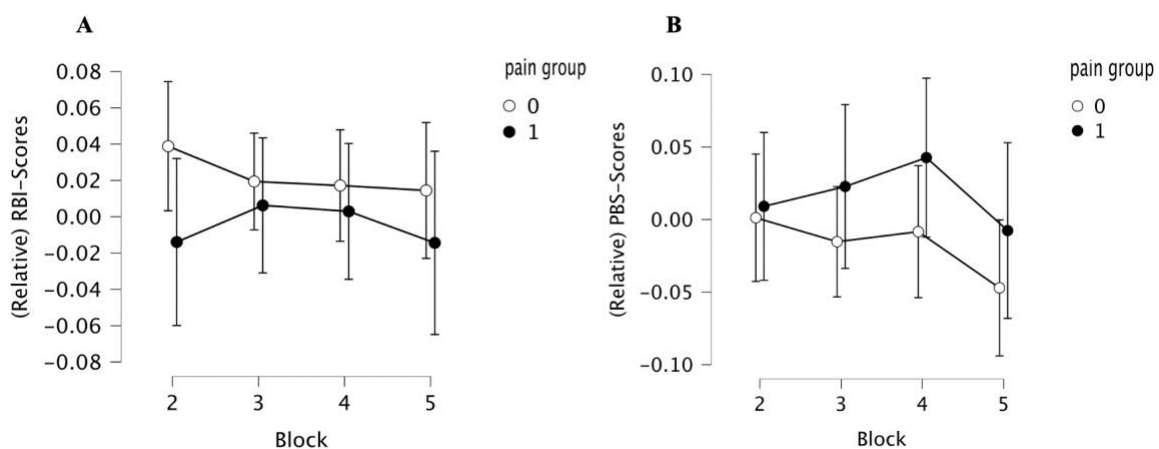 A
(Relative) RBI–Scores
0.08
0.06
0.04
0.02
0.00
−0.02
−0.04
−0.06
−0.08
2 3 4 5
Block
pain group
0
1
B
(Relative) PBS–Scores
0.10
0.05
0.00
−0.05
−0.10
2 3 4 5
Block
pain group
0
1